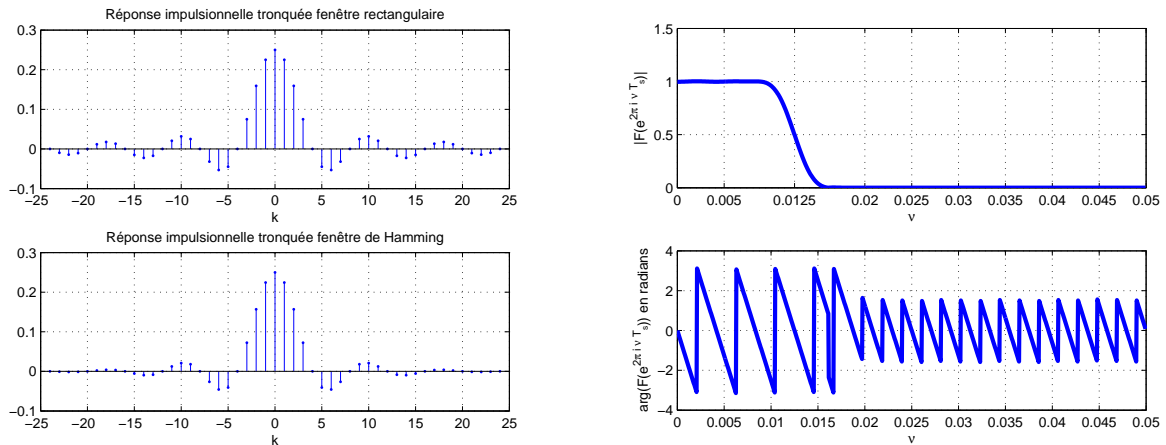 Réponse impulsionnelle tronquée fenêtre rectangulaire
0.3
0.2
0.1
0
−0.1
−25 −20 −15 −10 −5 0 5 10 15 20 25
k
Réponse impulsionnelle tronquée fenêtre de Hamming
0.3
0.2
0.1
0
−0.1
−25 −20 −15 −10 −5 0 5 10 15 20 25
k
|F(e^{2π i ν T_s})|
1.5
1
0.5
0
0 0.005 0.0125 0.02 0.025 0.03 0.035 0.04 0.045 0.05
ν
arg(F(e^{2π i ν T_s})) en radians
4
2
0
−2
−4
0 0.005 0.01 0.015 0.02 0.025 0.03 0.035 0.04 0.045 0.05
ν